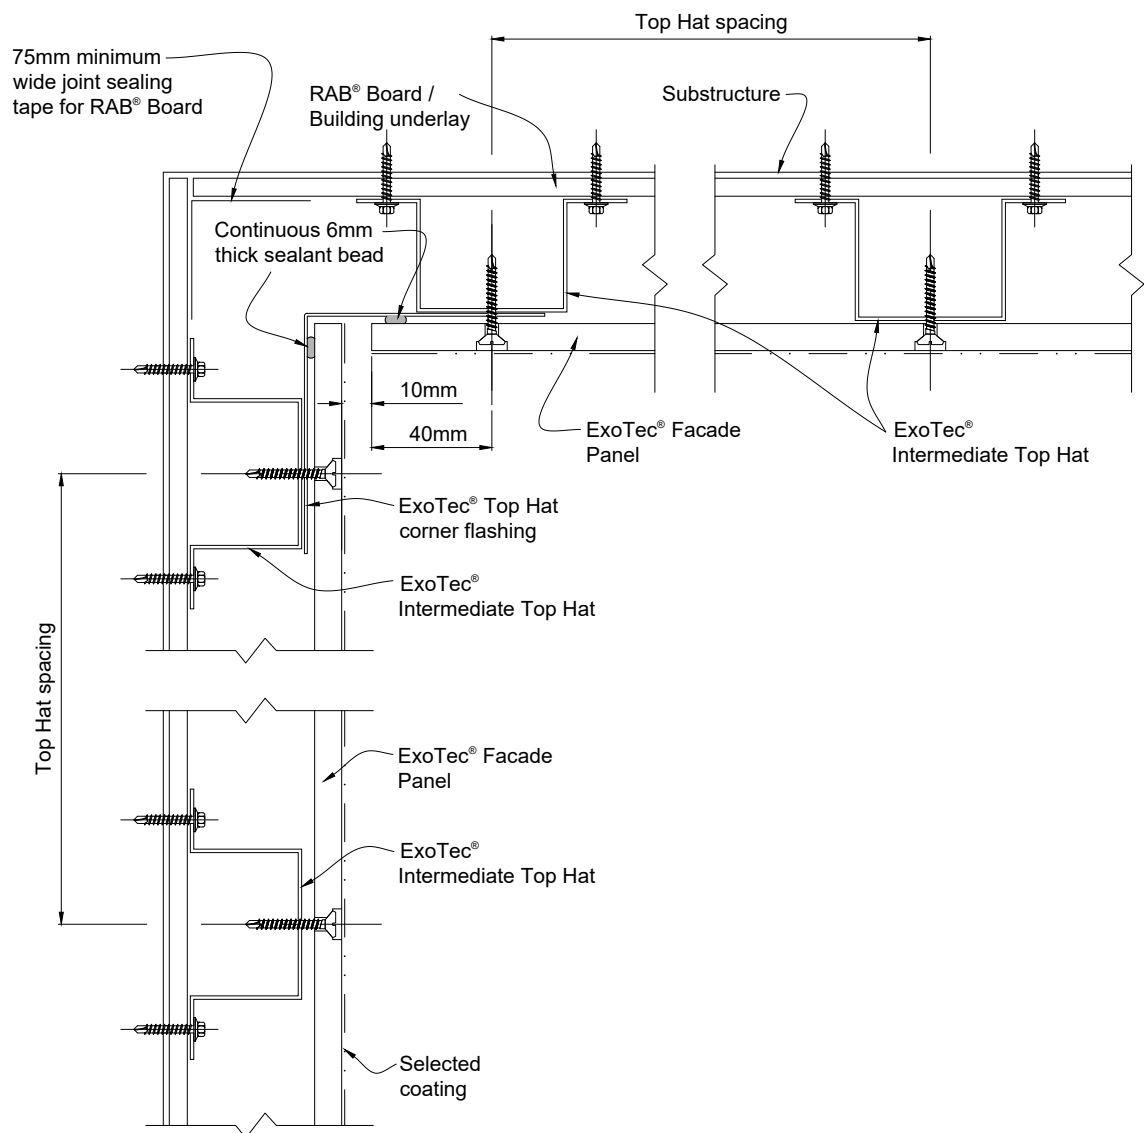 Top Hat spacing
75mm minimum
wide joint sealing
tape for RAB® Board
RAB® Board /
Building underlay
Substructure
Continuous 6mm
thick sealant bead
10mm
40mm
ExoTec® Facade
Panel
ExoTec®
Intermediate Top Hat
ExoTec® Top Hat
corner flashing
ExoTec®
Intermediate Top Hat
Top Hat spacing
ExoTec® Facade
Panel
ExoTec®
Intermediate Top Hat
Selected
coating